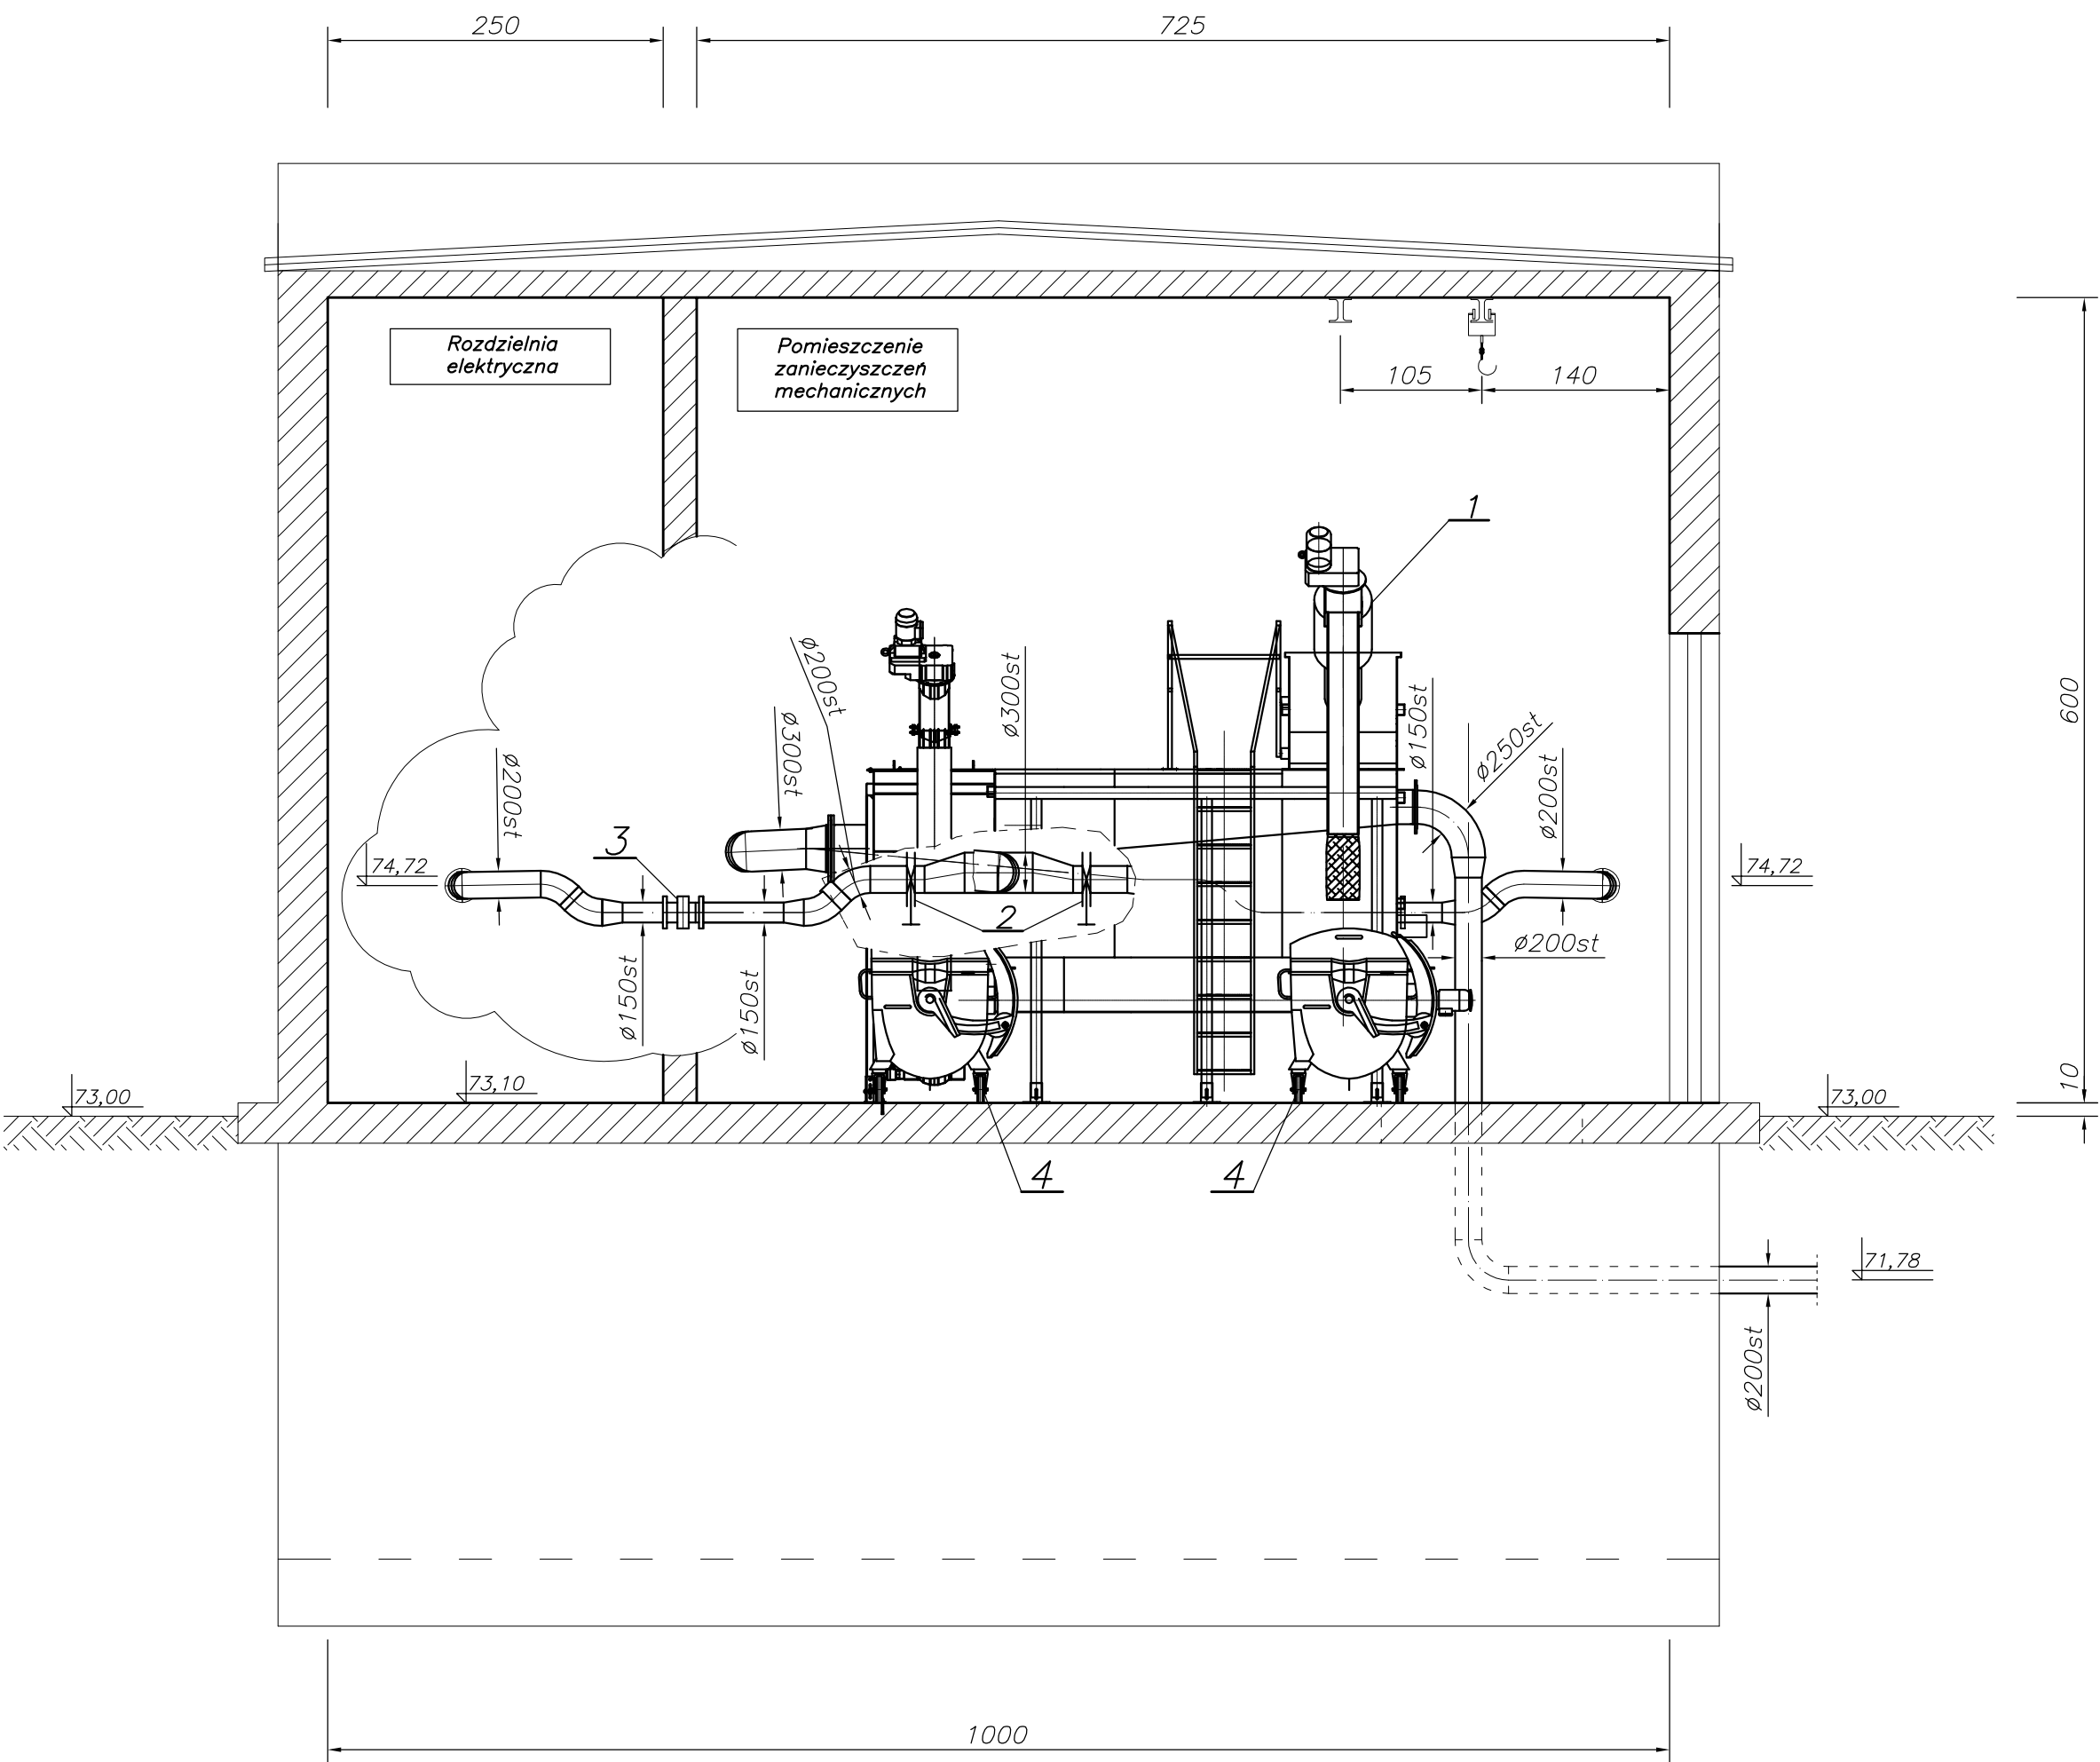 250
725
Rozdzielnia
elektryczna
Pomieszczenie
zanieczyszczeń
mechanicznych
105
140
1
600
ø200st
ø300st
ø150st
ø250st
ø300st
ø200st
ø200st
3
74,72
74,72
2
ø200st
ø150st
ø150st
73,00
73,10
73,00
10
4
4
71,78
ø200st
1000